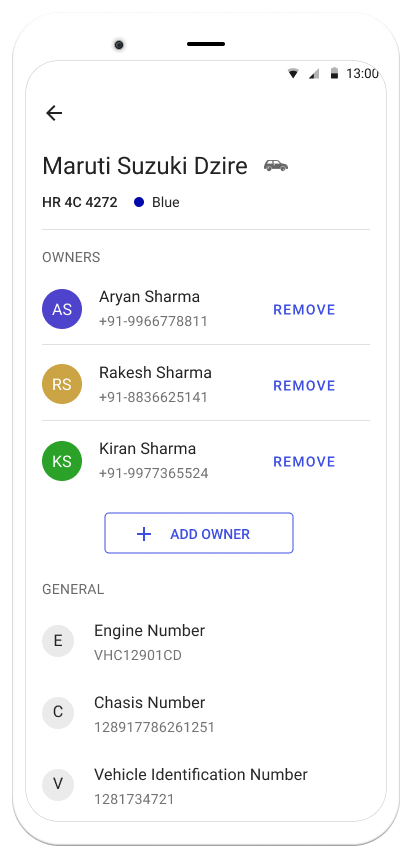 13:00
Maruti Suzuki Dzire
HR 4C 4272 Blue
OWNERS
AS Aryan Sharma REMOVE
+91-9966778811
RS Rakesh Sharma REMOVE
+91-8836625141
KS Kiran Sharma REMOVE
+91-9977365524
+ ADD OWNER
GENERAL
E Engine Number
VHC12901CD
C Chasis Number
128917786261251
V Vehicle Identification Number
1281734721